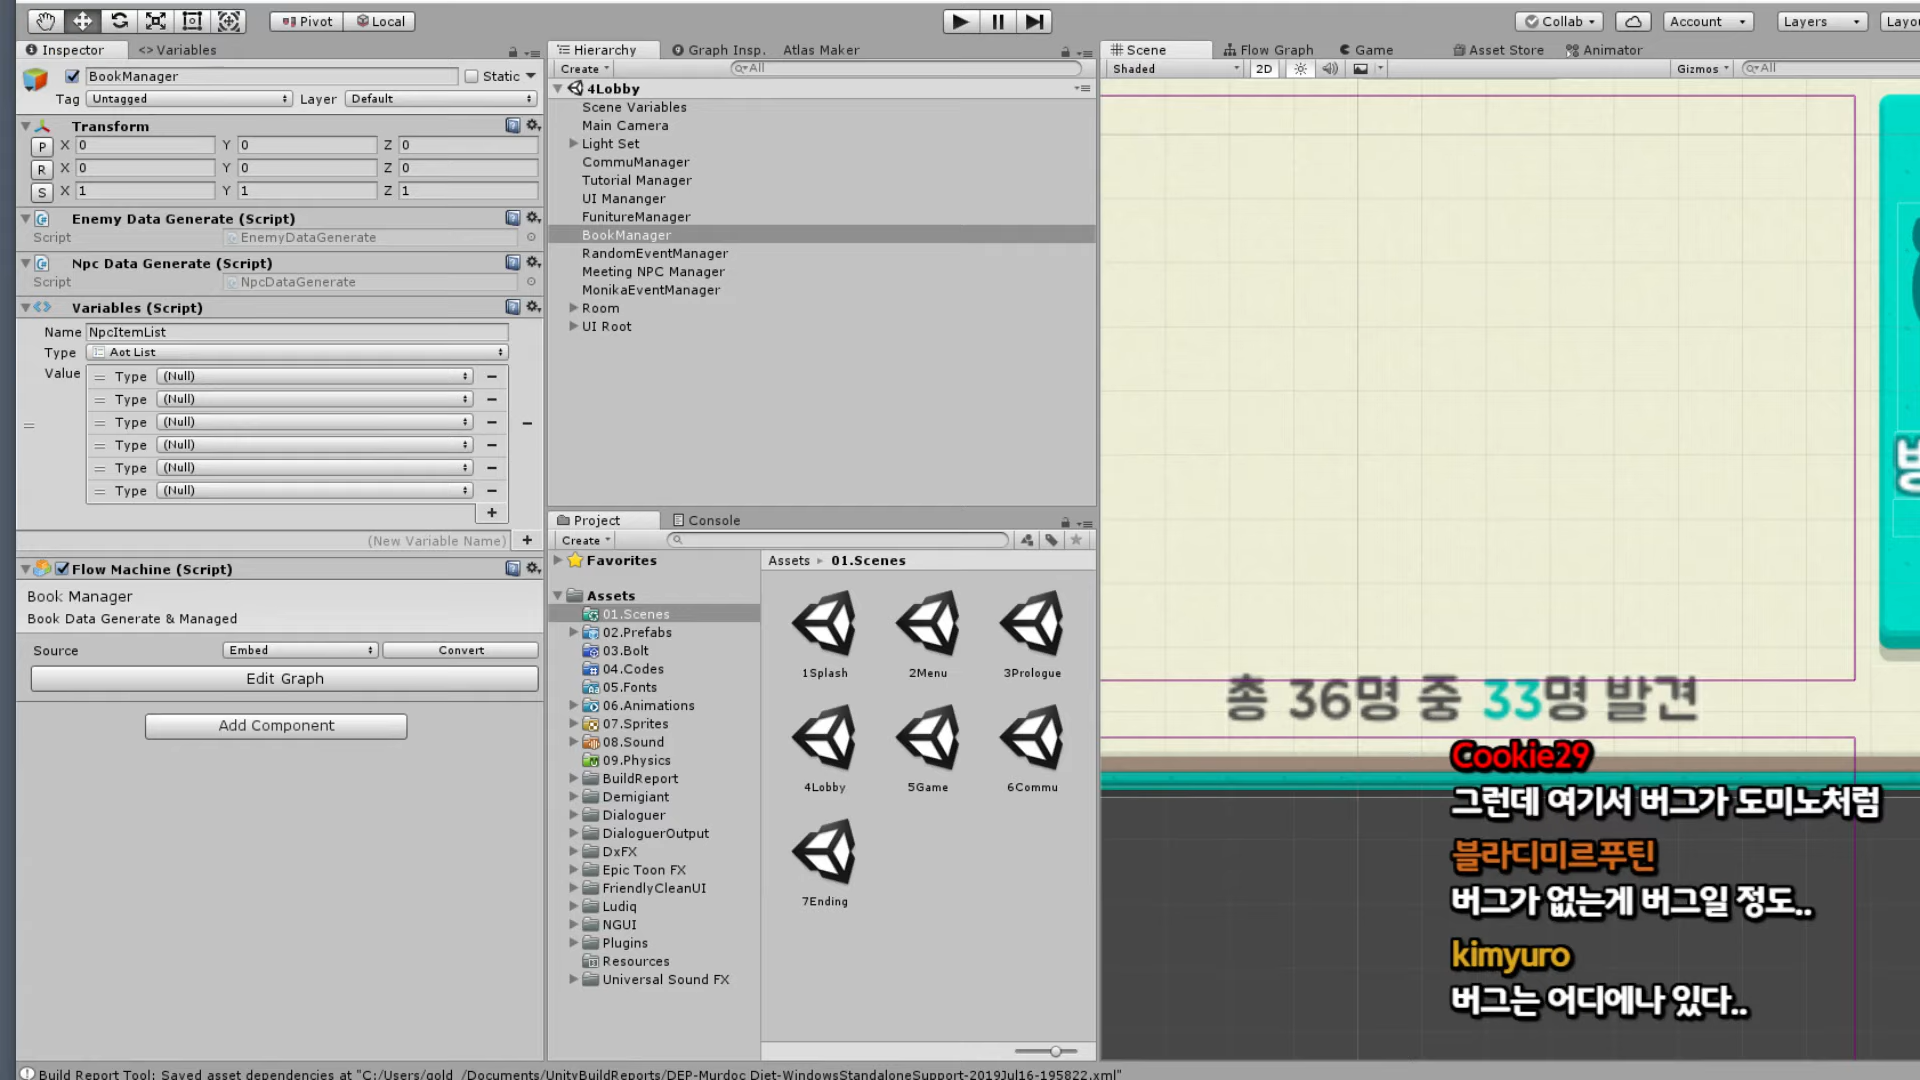 Pivot
Local
Collab
Account
Layers
Inspector
<> Variables
Hierarchy
Graph Insp.
Atlas Maker
# Scene
Flow Graph
Game
Asset Store
Animator
BookManager
Static
Tag
Untagged
Layer
Default
Create
All
Shaded
2D
Gizmos
All
Transform
P X 0 Y 0 Z 0
R X 0 Y 0 Z 0
S X 1 Y 1 Z 1
Enemy Data Generate (Script)
Script
EnemyDataGenerate
Npc Data Generate (Script)
Script
NpcDataGenerate
Variables (Script)
Name
NpcItemList
Type
Aot List
Value
Type (Null)
Type (Null)
Type (Null)
Type (Null)
Type (Null)
Type (Null)
(New Variable Name)
Flow Machine (Script)
Book Manager
Book Data Generate & Managed
Source
Embed
Convert
Edit Graph
Add Component
4Lobby
Scene Variables
Main Camera
Light Set
CommuManager
Tutorial Manager
UI Mananger
FunitureManager
BookManager
RandomEventManager
Meeting NPC Manager
MonikaEventManager
Room
UI Root
Project
Console
Create
Favorites
Assets
01.Scenes
02.Prefabs
03.Bolt
04.Codes
05.Fonts
06.Animations
07.Sprites
08.Sound
09.Physics
BuildReport
Demigiant
Dialoguer
DialoguerOutput
DxFX
Epic Toon FX
FriendlyCleanUI
Ludiq
NGUI
Plugins
Resources
Universal Sound FX
Assets ▸ 01.Scenes
1Splash
2Menu
3Prologue
4Lobby
5Game
6Commu
7Ending
총 36명 중 33명 발견
Cookie29
그런데 여기서 버그가 도미노처럼
블라디미르푸틴
버그가 없는게 버그일 정도..
kimyuro
버그는 어디에나 있다..
Build Report Tool: Saved asset dependencies at "C:/Users/gold_/Documents/UnityBuildReports/DEP-Murdoc Diet-WindowsStandaloneSupport-2019Jul16-195822.xml"